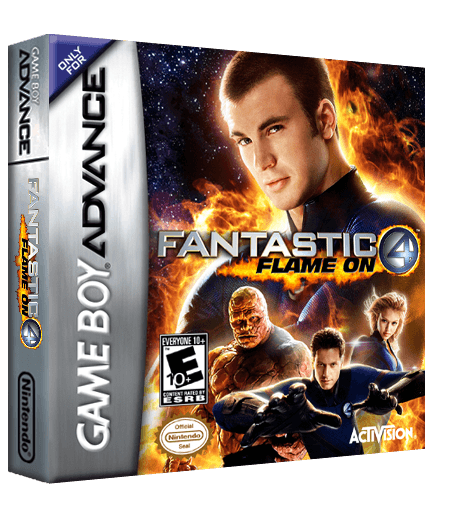 GAME BOY
ADVANCE
FANTASTIC
FLAME ON
4
Nintendo®
ONLY
FOR
GAME BOY ADVANCE
FANTASTIC 4
FLAME ON
EVERYONE 10+
E
10+
CONTENT RATED BY
ESRB
Official
Nintendo
Seal
ACTIVISION